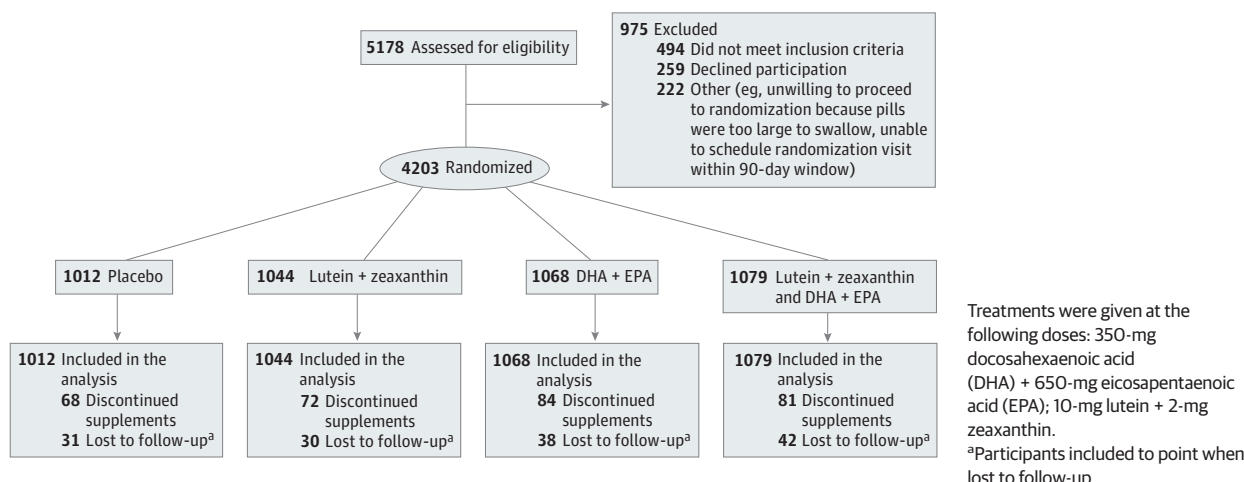 5178 Assessed for eligibility
975 Excluded
494 Did not meet inclusion criteria
259 Declined participation
222 Other (eg, unwilling to proceed
to randomization because pills
were too large to swallow, unable
to schedule randomization visit
within 90-day window)
4203 Randomized
1012 Placebo
1044 Lutein + zeaxanthin
1068 DHA + EPA
1079 Lutein + zeaxanthin
and DHA + EPA
1012 Included in the
analysis
68 Discontinued
supplements
31 Lost to follow-upᵃ
1044 Included in the
analysis
72 Discontinued
supplements
30 Lost to follow-upᵃ
1068 Included in the
analysis
84 Discontinued
supplements
38 Lost to follow-upᵃ
1079 Included in the
analysis
81 Discontinued
supplements
42 Lost to follow-upᵃ
Treatments were given at the
following doses: 350-mg
docosahexaenoic acid
(DHA) + 650-mg eicosapentaenoic
acid (EPA); 10-mg lutein + 2-mg
zeaxanthin.
ᵃParticipants included to point when
lost to follow-up